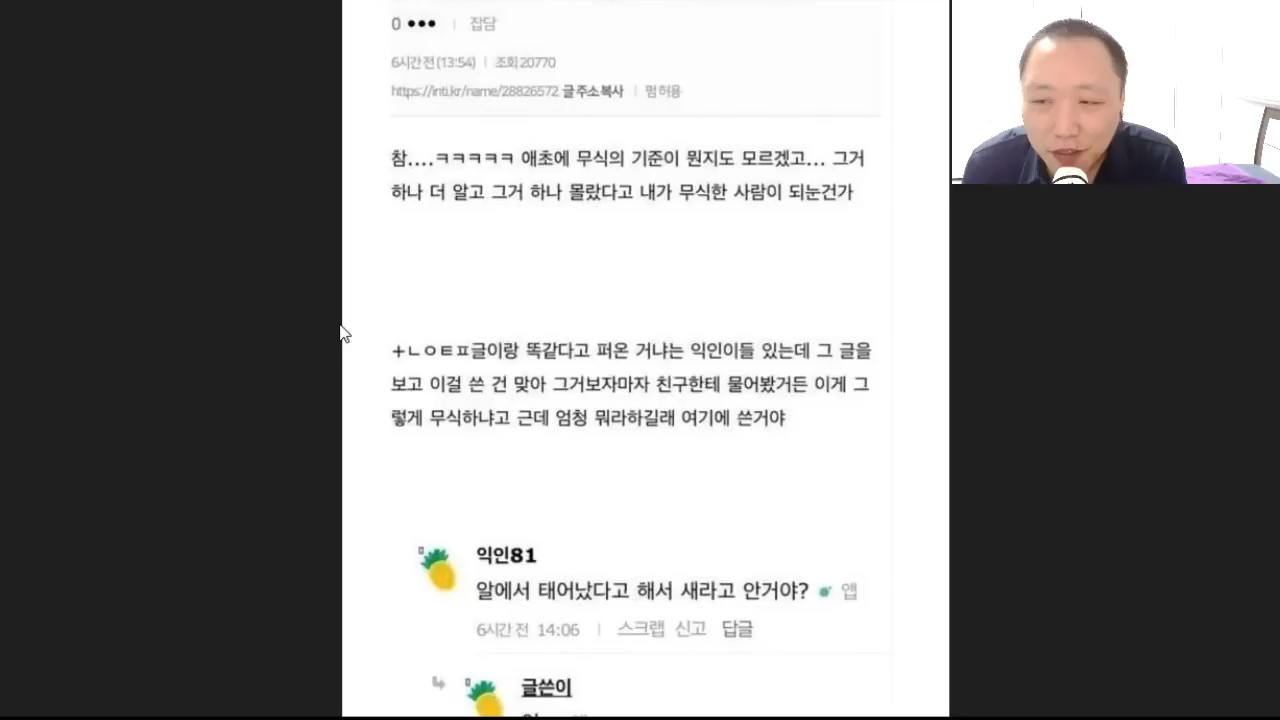 0 ●●● | 잡담
6시간 전 (13:54) | 조회 20770
https://inti.kr/name/28826572 글 주소 복사 | 펌 허용
참....ㅋㅋㅋㅋㅋ 애초에 무식의 기준이 뭔지도 모르겠고... 그거
하나 더 알고 그거 하나 몰랐다고 내가 무식한 사람이 되눈건가
+ㄴㅇㅌㅍ글이랑 똑같다고 퍼온 거냐는 익인이들 있는데 그 글을
보고 이걸 쓴 건 맞아 그거보자마자 친구한테 물어봤거든 이게 그
렇게 무식하냐고 근데 엄청 뭐라하길래 여기에 쓴거야
익인81
알에서 태어났다고 해서 새라고 안거야? 앱
6시간 전 14:06 | 스크랩 신고 답글
글쓴이